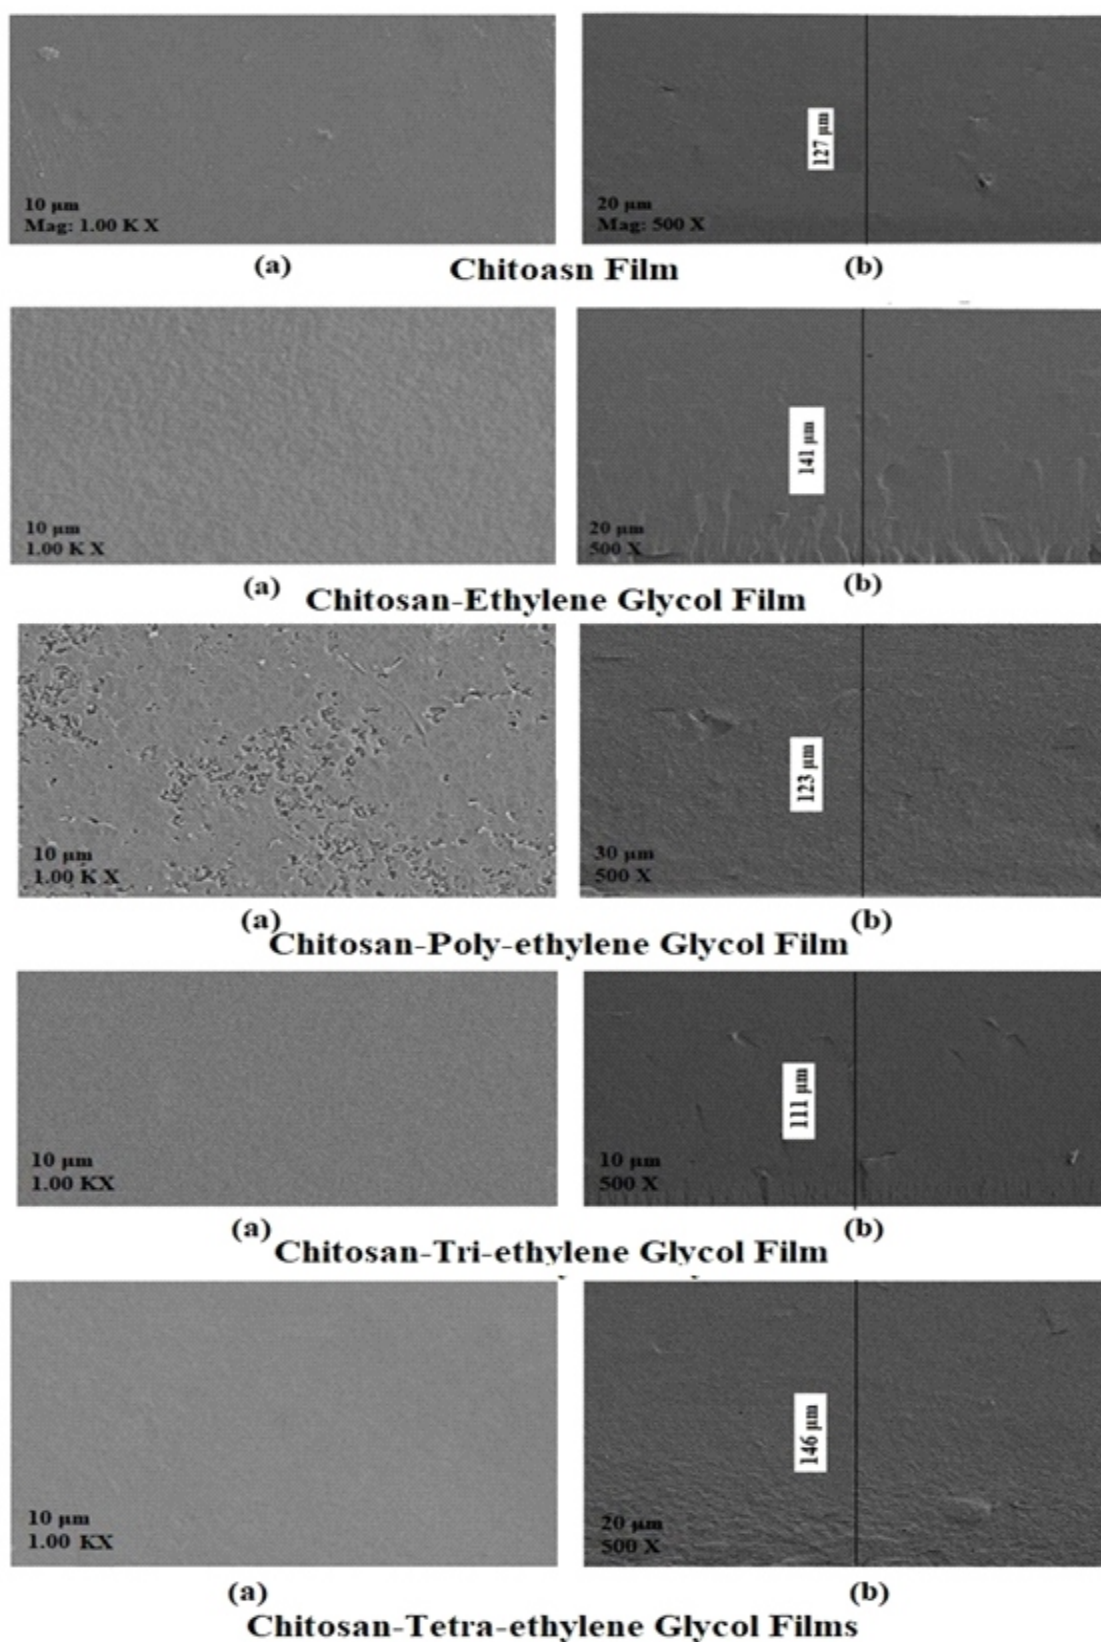 10 µm
Mag: 1.00 K X
127 µm
20 µm
Mag: 500 X
(a)
(b)
Chitoasn Film
10 µm
1.00 K X
141 µm
20 µm
500 X
(a)
(b)
Chitosan-Ethylene Glycol Film
10 µm
1.00 K X
123 µm
30 µm
500 X
(a)
(b)
Chitosan-Poly-ethylene Glycol Film
10 µm
1.00 KX
111 µm
10 µm
500 X
(a)
(b)
Chitosan-Tri-ethylene Glycol Film
10 µm
1.00 KX
146 µm
20 µm
500 X
(a)
(b)
Chitosan-Tetra-ethylene Glycol Films